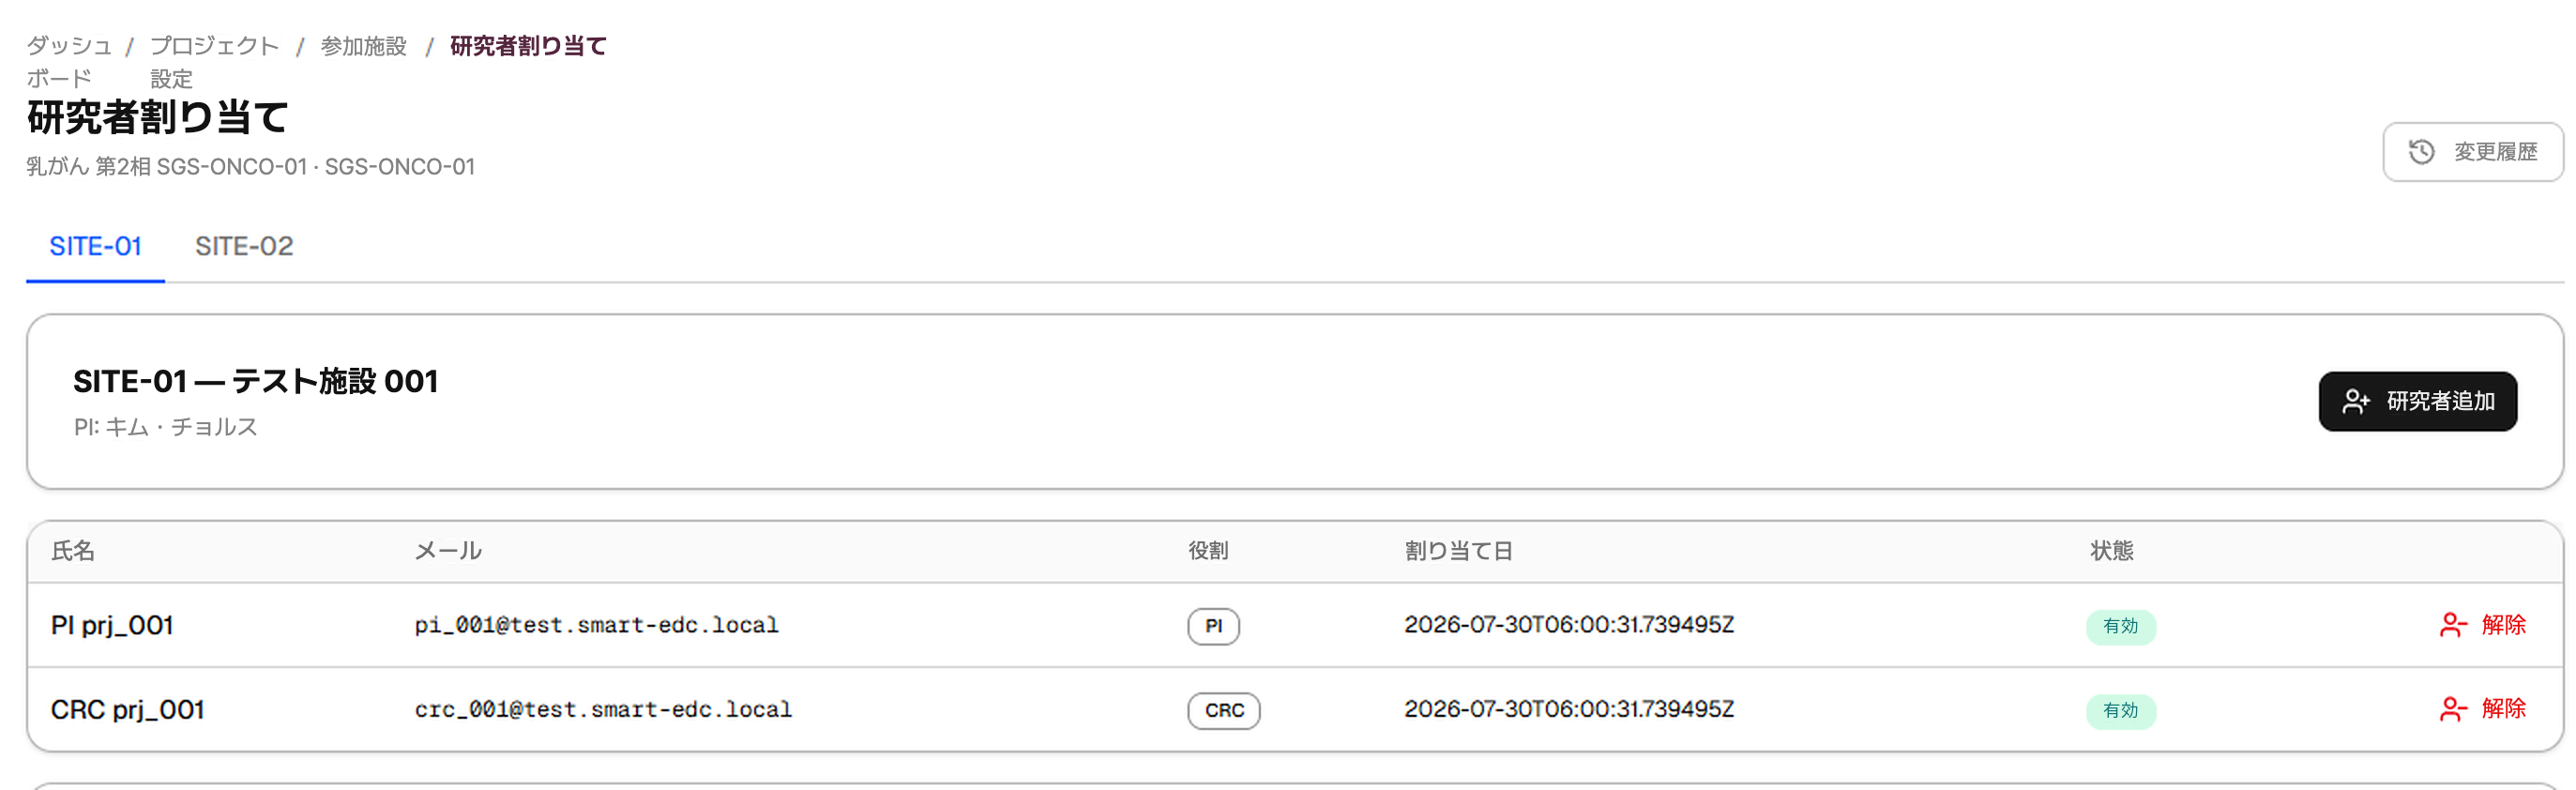 ダッシュボード / プロジェクト設定 / 参加施設 / 研究者割り当て
研究者割り当て
乳がん 第2相 SGS-ONCO-01 · SGS-ONCO-01
変更履歴
SITE-01 SITE-02
SITE-01 — テスト施設 001
PI: キム・チョルス
研究者追加
氏名 メール 役割 割り当て日 状態
PI prj_001 pi_001@test.smart-edc.local PI 2026-07-30T06:00:31.739495Z 有効 解除
CRC prj_001 crc_001@test.smart-edc.local CRC 2026-07-30T06:00:31.739495Z 有効 解除